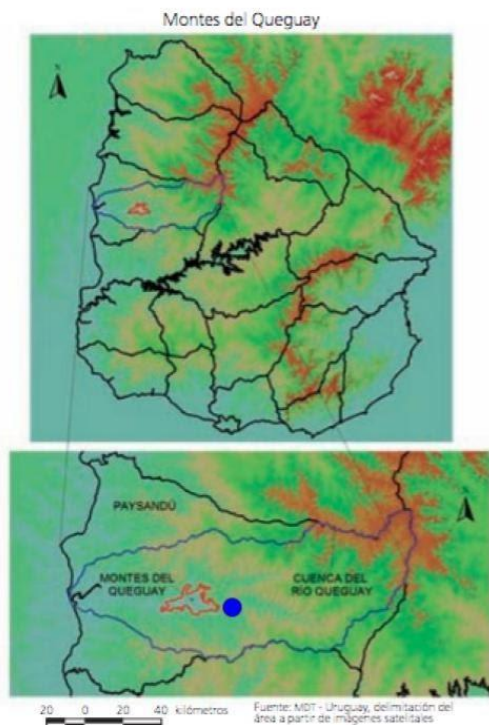 Montes del Queguay
PAYSANDÚ
MONTES DEL
QUEGUAY
CUENCA DEL
RÍO QUEGUAY
20 0 20 40 kilómetros
Fuente: MDT - Uruguay, delimitación del
área a partir de imágenes satelitales